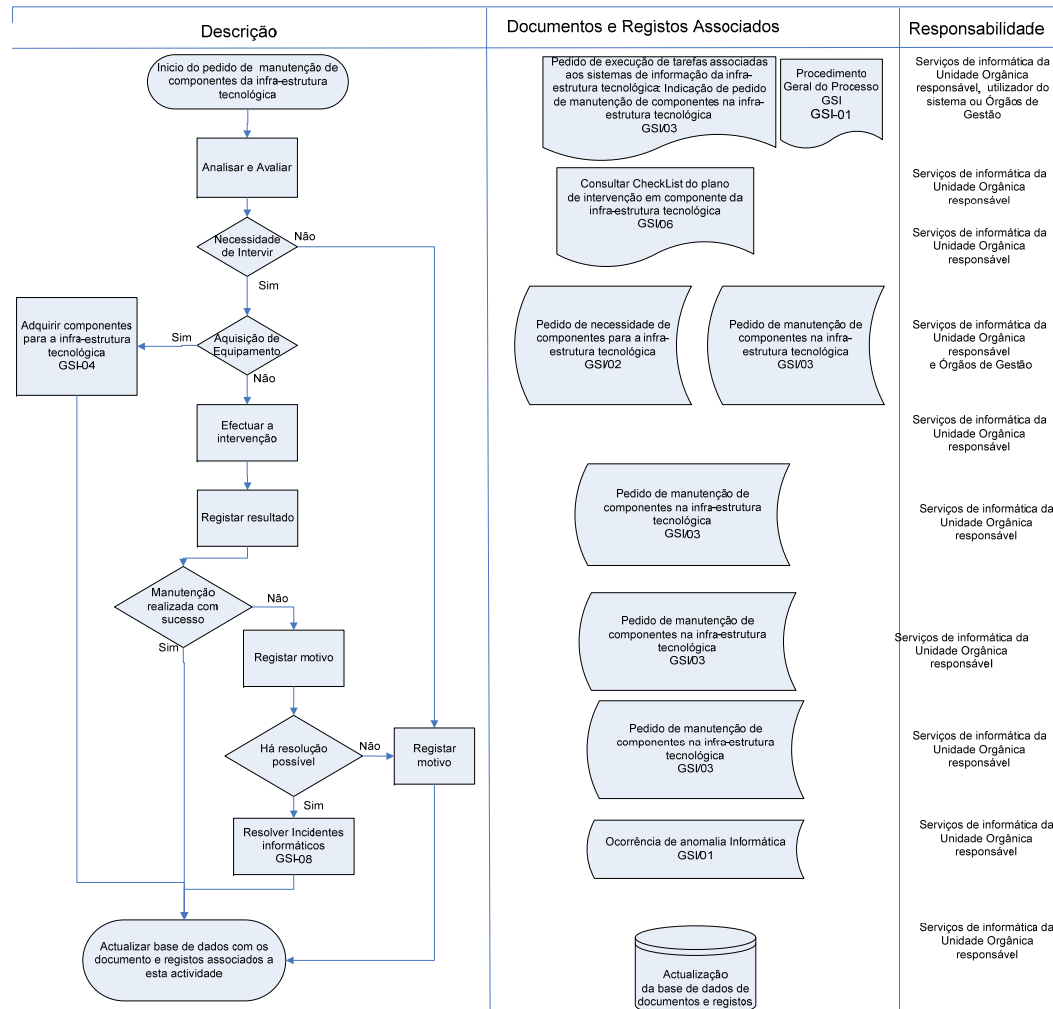 Descrição
Documentos e Registos Associados
Responsabilidade
Inicio do pedido de manutenção de
componentes da infra-estrutura
tecnológica
Pedido de execução de tarefas associadas
aos sistemas de informação da infra-
estrutura tecnológica: Indicação de pedido
de manutenção de componentes na infra-
estrutura tecnológica
GSI/03
Procedimento
Geral do Processo
GSI
GSI-01
Serviços de informática da
Unidade Orgânica
responsável, utilizador do
sistema ou Órgãos de
Gestão
Analisar e Avaliar
Consultar CheckList do plano
de intervenção em componente da
infra-estrutura tecnológica
GSI/06
Serviços de informática da
Unidade Orgânica
responsável
Necessidade
de Intervir
Não
Sim
Serviços de informática da
Unidade Orgânica
responsável
Adquirir componentes
para a infra-estrutura
tecnológica
GSI-04
Sim
Aquisição de
Equipamento
Não
Pedido de necessidade de
componentes para a infra-
estrutura tecnológica
GSI/02
Pedido de manutenção de
componentes na infra-estrutura
tecnológica
GSI/03
Serviços de informática da
Unidade Orgânica
responsável
e Órgãos de Gestão
Efectuar a
intervenção
Serviços de informática da
Unidade Orgânica
responsável
Registar resultado
Pedido de manutenção de
componentes na infra-estrutura
tecnológica
GSI/03
Serviços de informática da
Unidade Orgânica
responsável
Manutenção
realizada com
sucesso
Não
Sim
Registar motivo
Pedido de manutenção de
componentes na infra-estrutura
tecnológica
GSI/03
Serviços de informática da
Unidade Orgânica
responsável
Há resolução
possível
Não
Sim
Registar
motivo
Pedido de manutenção de
componentes na infra-estrutura
tecnológica
GSI/03
Serviços de informática da
Unidade Orgânica
responsável
Resolver Incidentes
informáticos
GSI-08
Ocorrência de anomalia Informática
GSI/01
Serviços de informática da
Unidade Orgânica
responsável
Actualizar base de dados com os
documento e registos associados a
esta actividade
Actualização
da base de dados de
documentos e registos
Serviços de informática da
Unidade Orgânica
responsável